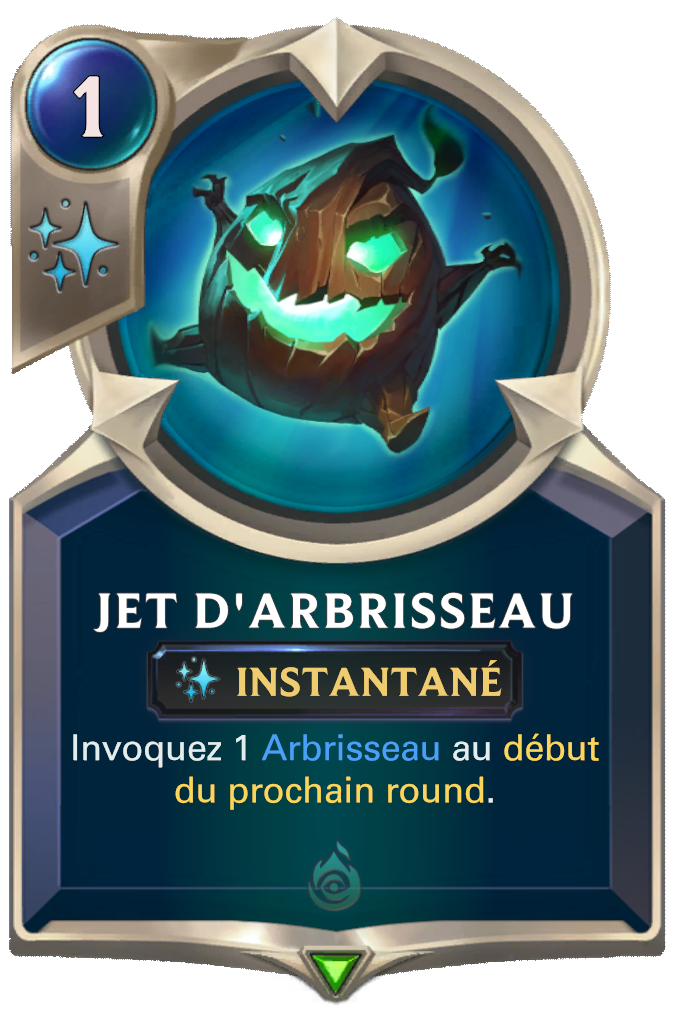 1
JET D'ARBRISSEAU
INSTANTANÉ
Invoquez 1 Arbrisseau au début
du prochain round.